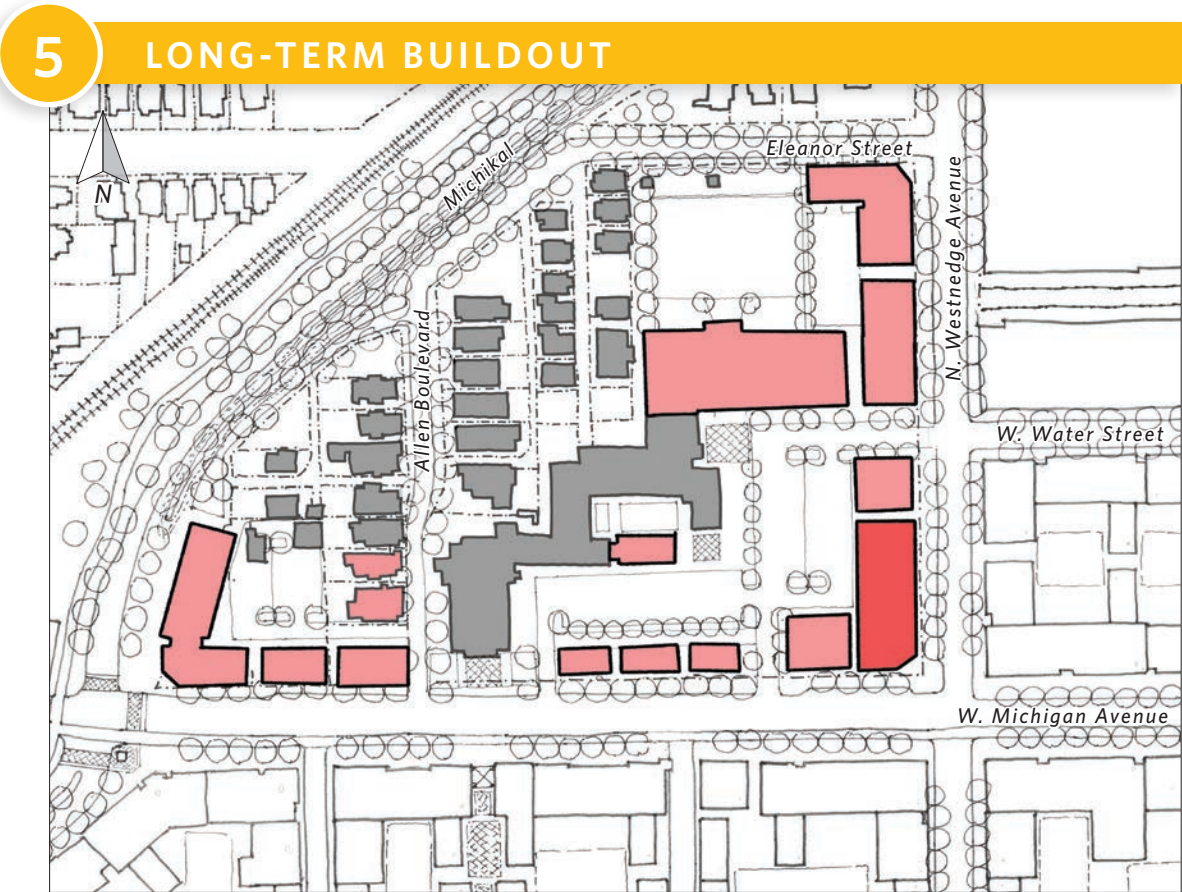 5
LONG-TERM BUILDOUT
Eleanor Street
Michikal
N
N. Westnedge Avenue
Allen Boulevard
W. Water Street
W. Michigan Avenue